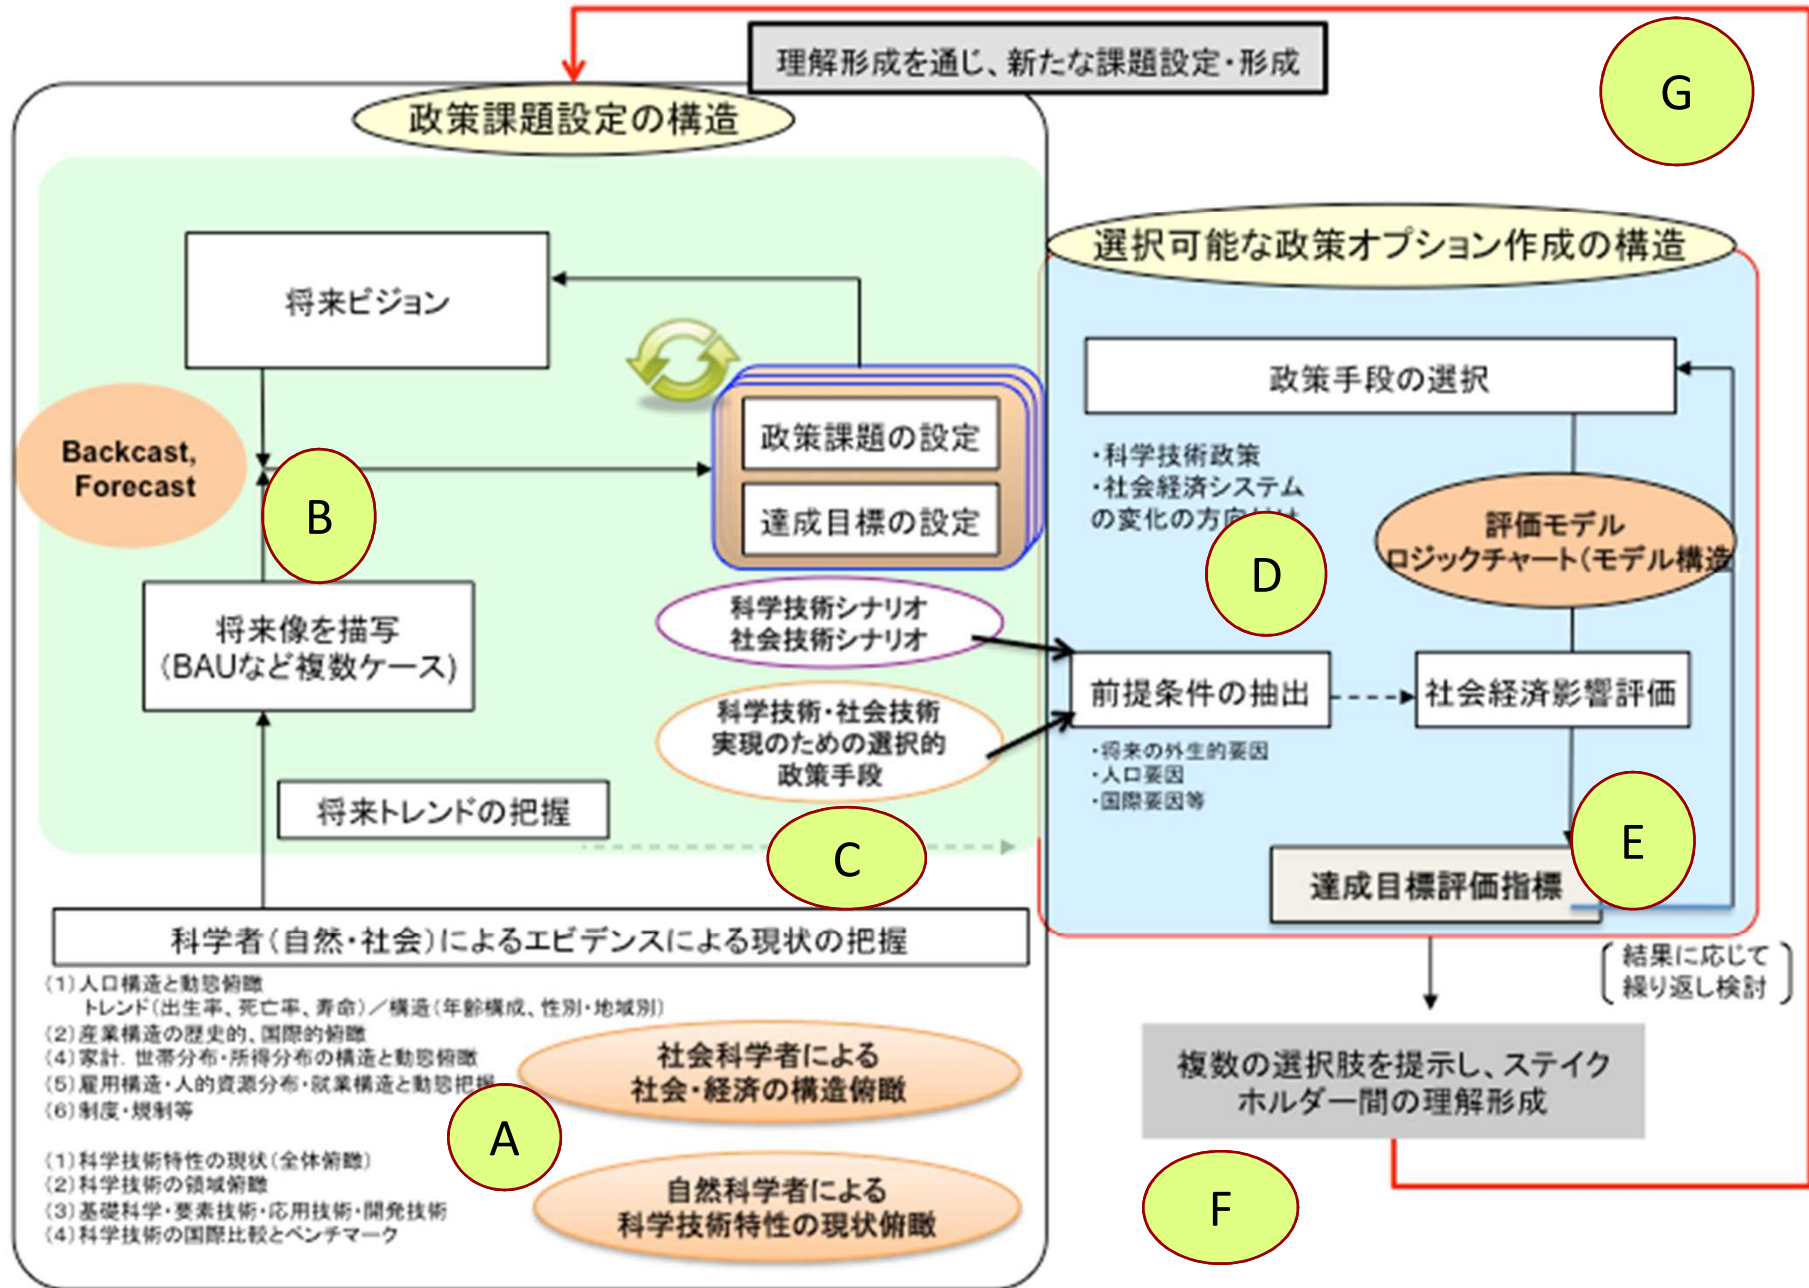 理解形成を通じ、新たな課題設定・形成
G
政策課題設定の構造
選択可能な政策オプション作成の構造
将来ビジョン
Backcast,
Forecast
B
政策課題の設定
達成目標の設定
将来像を描写
(BAUなど複数ケース)
科学技術シナリオ
社会技術シナリオ
科学技術・社会技術
実現のための選択的
政策手段
将来トレンドの把握
C
政策手段の選択
・科学技術政策
・社会経済システム
の変化の方向付け
D
評価モデル
ロジックチャート(モデル構造
前提条件の抽出
社会経済影響評価
・将来の外生的要因
・人口要因
・国際要因等
E
達成目標評価指標
科学者(自然・社会)によるエビデンスによる現状の把握
(1)人口構造と動態俯瞰
トレンド(出生率、死亡率、寿命)/構造(年齢構成、性別・地域別)
(2)産業構造の歴史的、国際的俯瞰
(4)家計. 世帯分布・所得分布の構造と動態俯瞰
(5)雇用構造・人的資源分布・就業構造と動態把握
(6)制度・規制等
社会科学者による
社会・経済の構造俯瞰
A
(1)科学技術特性の現状(全体俯瞰)
(2)科学技術の領域俯瞰
(3)基礎科学・要素技術・応用技術・開発技術
(4)科学技術の国際比較とベンチマーク
自然科学者による
科学技術特性の現状俯瞰
結果に応じて
繰り返し検討
複数の選択肢を提示し、ステイク
ホルダー間の理解形成
F